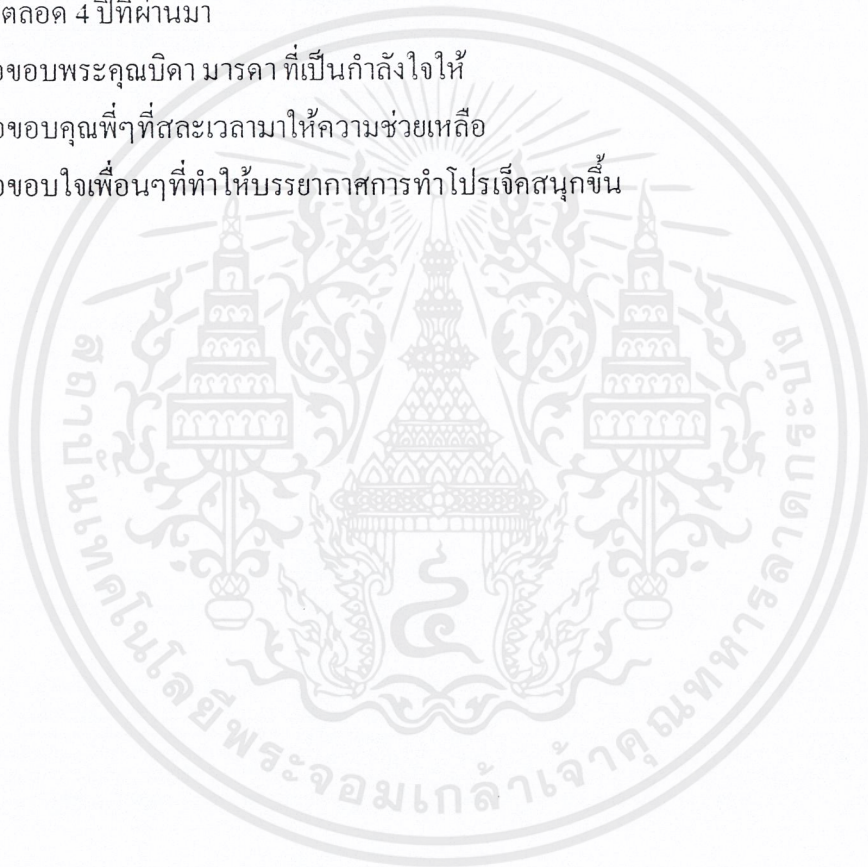 ตลอด 4 ปีที่ผ่านมา
ขอบพระคุณบิดา มารดา ที่เป็นกำลังใจให้
ขอบคุณพี่ๆที่สละเวลามาให้ความช่วยเหลือ
ขอบใจเพื่อนๆที่ทำให้บรรยากาศการทำโปรเจ็คสนุกขึ้น
สถาบันเทคโนโลยีพระจอมเกล้าเจ้าคุณทหารลาดกระบัง
๔